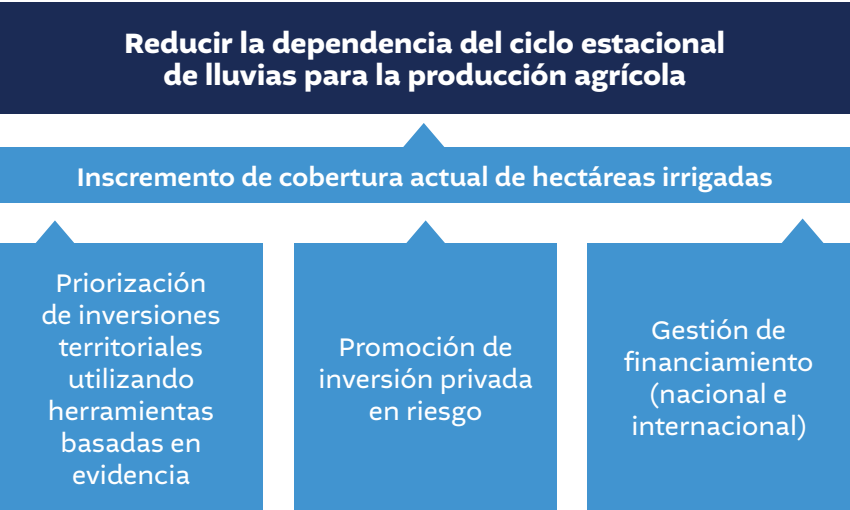 Reducir la dependencia del ciclo estacional
de lluvias para la producción agrícola
Inscremento de cobertura actual de hectáreas irrigadas
Priorización
de inversiones
territoriales
utilizando
herramientas
basadas en
evidencia
Promoción de
inversión privada
en riesgo
Gestión de
financiamiento
(nacional e
internacional)